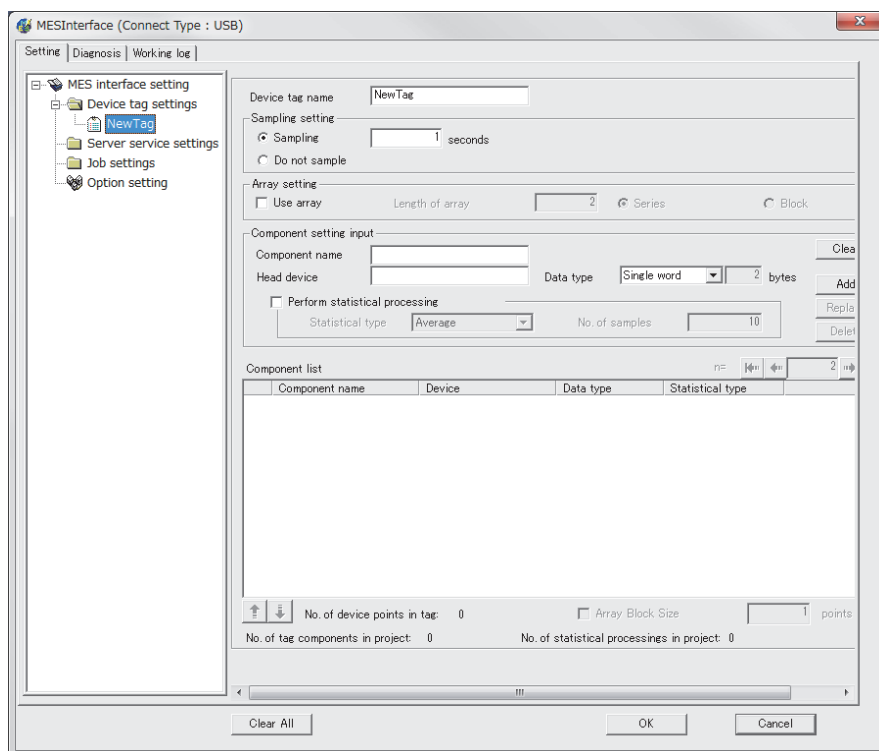 MESInterface (Connect Type : USB)
Setting Diagnosis Working log
MES interface setting
Device tag settings
NewTag
Server service settings
Job settings
Option setting
Device tag name NewTag
Sampling setting
Sampling 1 seconds
Do not sample
Array setting
Use array Length of array 2 Series Block
Component setting input
Component name
Clea
Head device Data type Single word 2 bytes
Add
Perform statistical processing
Repla
Statistical type Average No. of samples 10
Delet
Component list n= 2
Component name Device Data type Statistical type
No. of device points in tag: 0 Array Block Size 1 points
No. of tag components in project: 0 No. of statistical processings in project: 0
Clear All OK Cancel